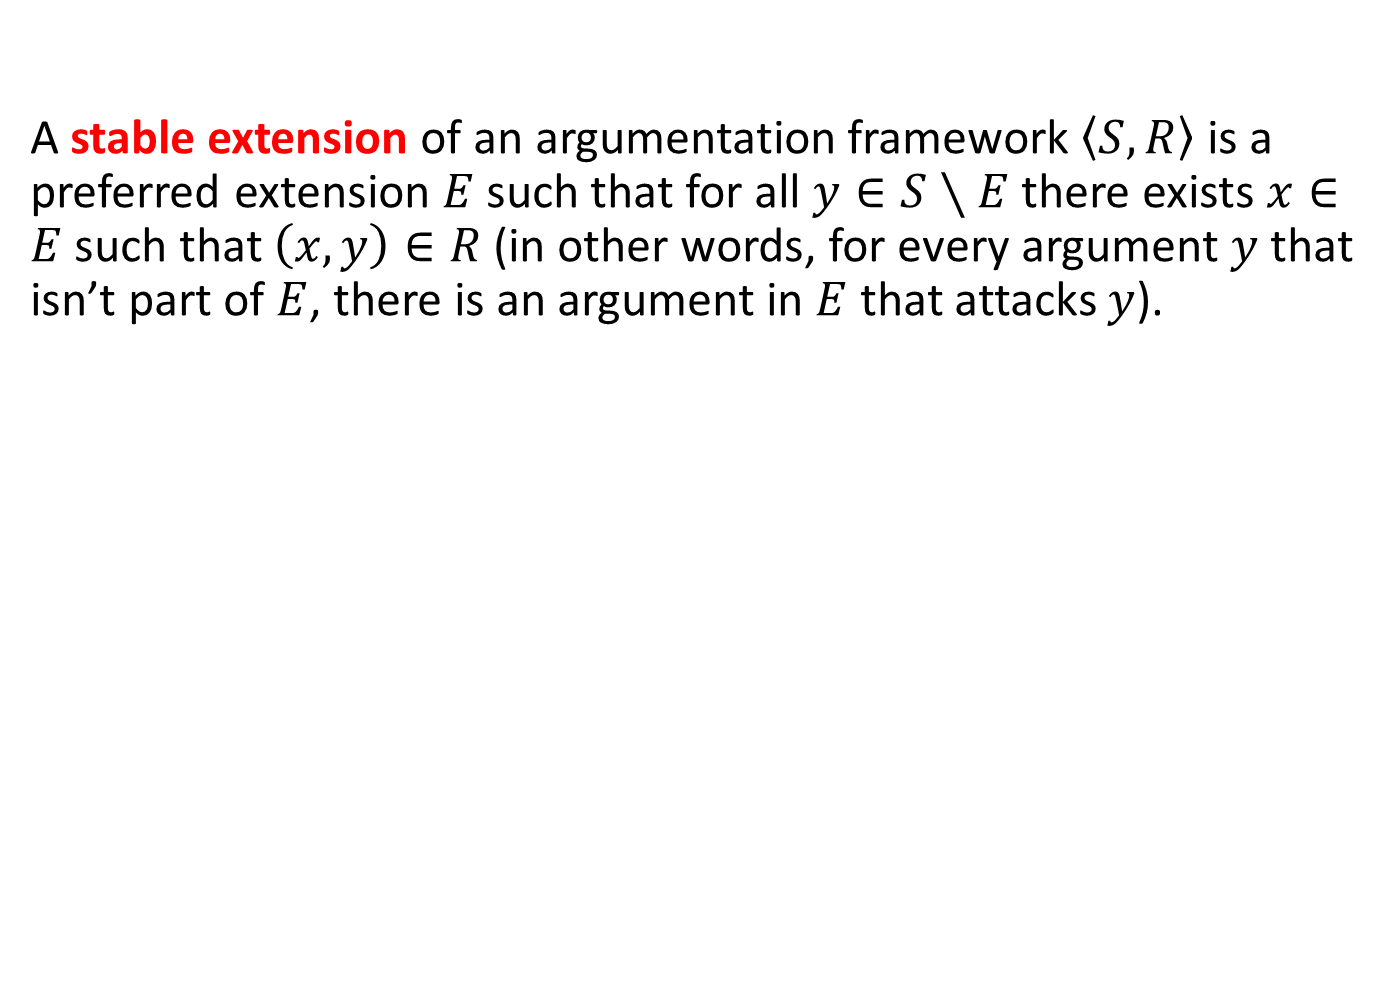 A stable extension of an argumentation framework ⟨𝑆, 𝑅⟩ is a
preferred extension 𝐸 such that for all 𝑦 ∈ 𝑆 ∖ 𝐸 there exists 𝑥 ∈
𝐸 such that (𝑥, 𝑦) ∈ 𝑅 (in other words, for every argument 𝑦 that
isn’t part of 𝐸, there is an argument in 𝐸 that attacks 𝑦).